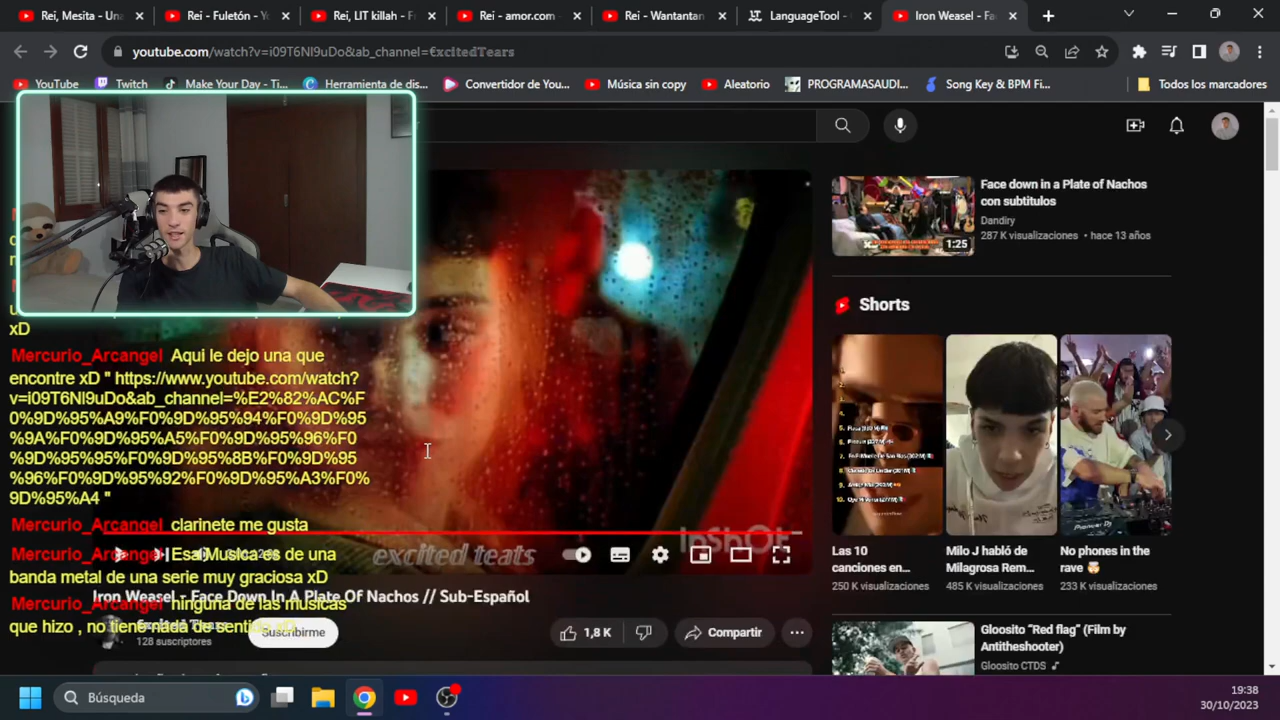 Rei, Mesita - Una
Rei - Fuletón - Yo
Rei, LIT killah - F
Rei - amor.com -
Rei - Wantantan
LanguageTool -
Iron Weasel - Fa
youtube.com/watch?v=i09T6Nl9uDo&ab_channel=€𝕩𝕔𝕚𝕥𝕖𝕕𝕋𝕖𝕒𝕣𝕤
YouTube
Twitch
Make Your Day - Ti...
Herramienta de dis...
Convertidor de You...
Música sin copy
Aleatorio
PROGRAMASAUDI...
Song Key & BPM Fi...
Todos los marcadores
xD
Mercurio_Arcangel Aqui le dejo una que
encontre xD " https://www.youtube.com/watch?
v=i09T6Nl9uDo&ab_channel=%E2%82%AC%F
0%9D%95%A9%F0%9D%95%94%F0%9D%95
%9A%F0%9D%95%A5%F0%9D%95%96%F0
%9D%95%95%F0%9D%95%8B%F0%9D%95
%96%F0%9D%95%92%F0%9D%95%A3%F0%
9D%95%A4 "
Mercurio_Arcangel clarinete me gusta
Mercurio_Arcangel Esa Musica es de una
banda metal de una serie muy graciosa xD
Mercurio_Arcangel ninguna de las musicas
que hizo , no tiene nada de sentido xD
excited tears
InShOt
Iron Weasel - Face Down In A Plate Of Nachos // Sub-Español
128 suscriptores
Suscribirme
1,8 K
Compartir
Face down in a Plate of Nachos
con subtitulos
Dandiry
287 K visualizaciones • hace 13 años
1:25
Shorts
Pioneer Dj
Las 10
canciones en...
250 K visualizaciones
Milo J habló de
Milagrosa Rem...
485 K visualizaciones
No phones in the
rave 🤯
233 K visualizaciones
Gloosito “Red flag” (Film by
Antitheshooter)
Gloosito CTDS
Búsqueda
19:38
30/10/2023